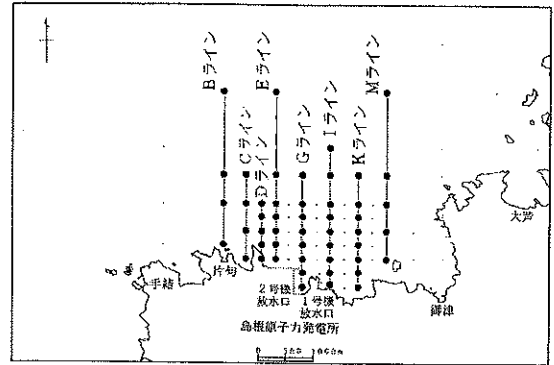 Bライン
Cライン
Dライン
Eライン
Gライン
Iライン
Kライン
Mライン
大芦
手結
片句
御津
2号機
放水口
1号機
放水口
島根原子力発電所
0 500 1000m